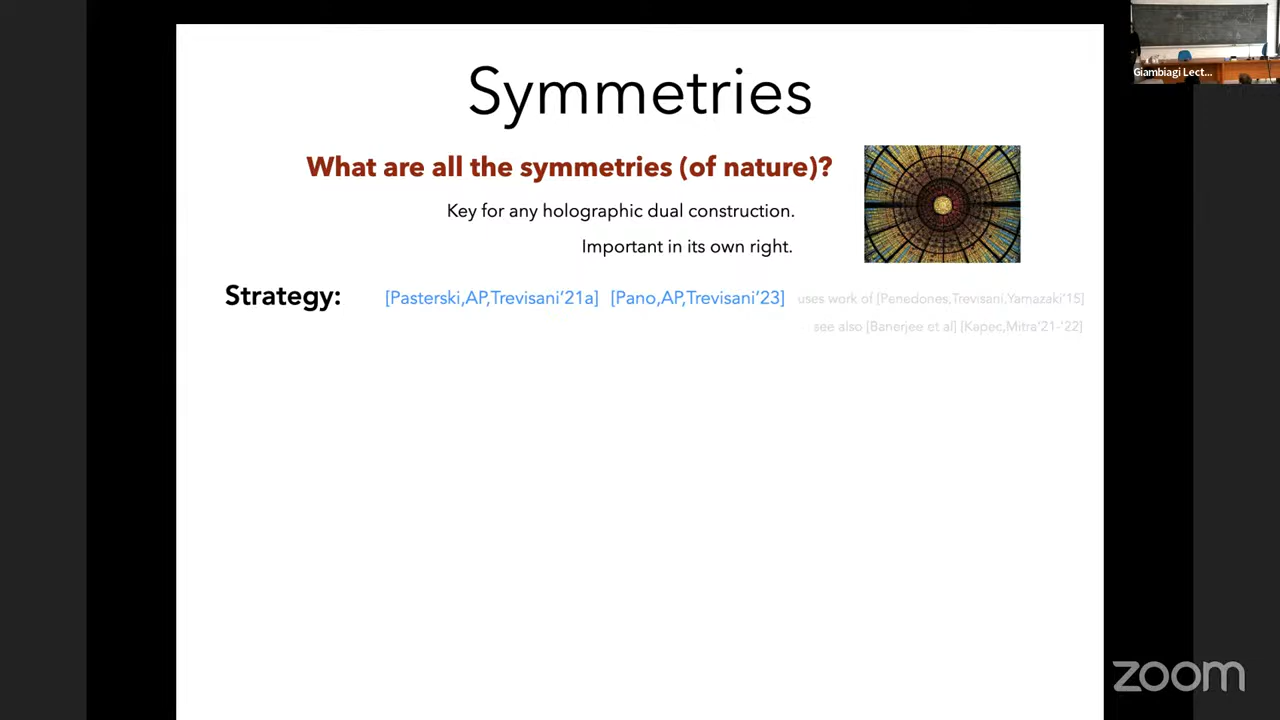 Symmetries
What are all the symmetries (of nature)?
Key for any holographic dual construction.
Important in its own right.
Strategy: [Pasterski,AP,Trevisani‘21a] [Pano,AP,Trevisani‘23] uses work of [Penedones,Trevisani,Yamazaki‘15]
see also [Banerjee et al] [Kapec,Mitra‘21-‘22]
Giambiagi Lect...
zoom